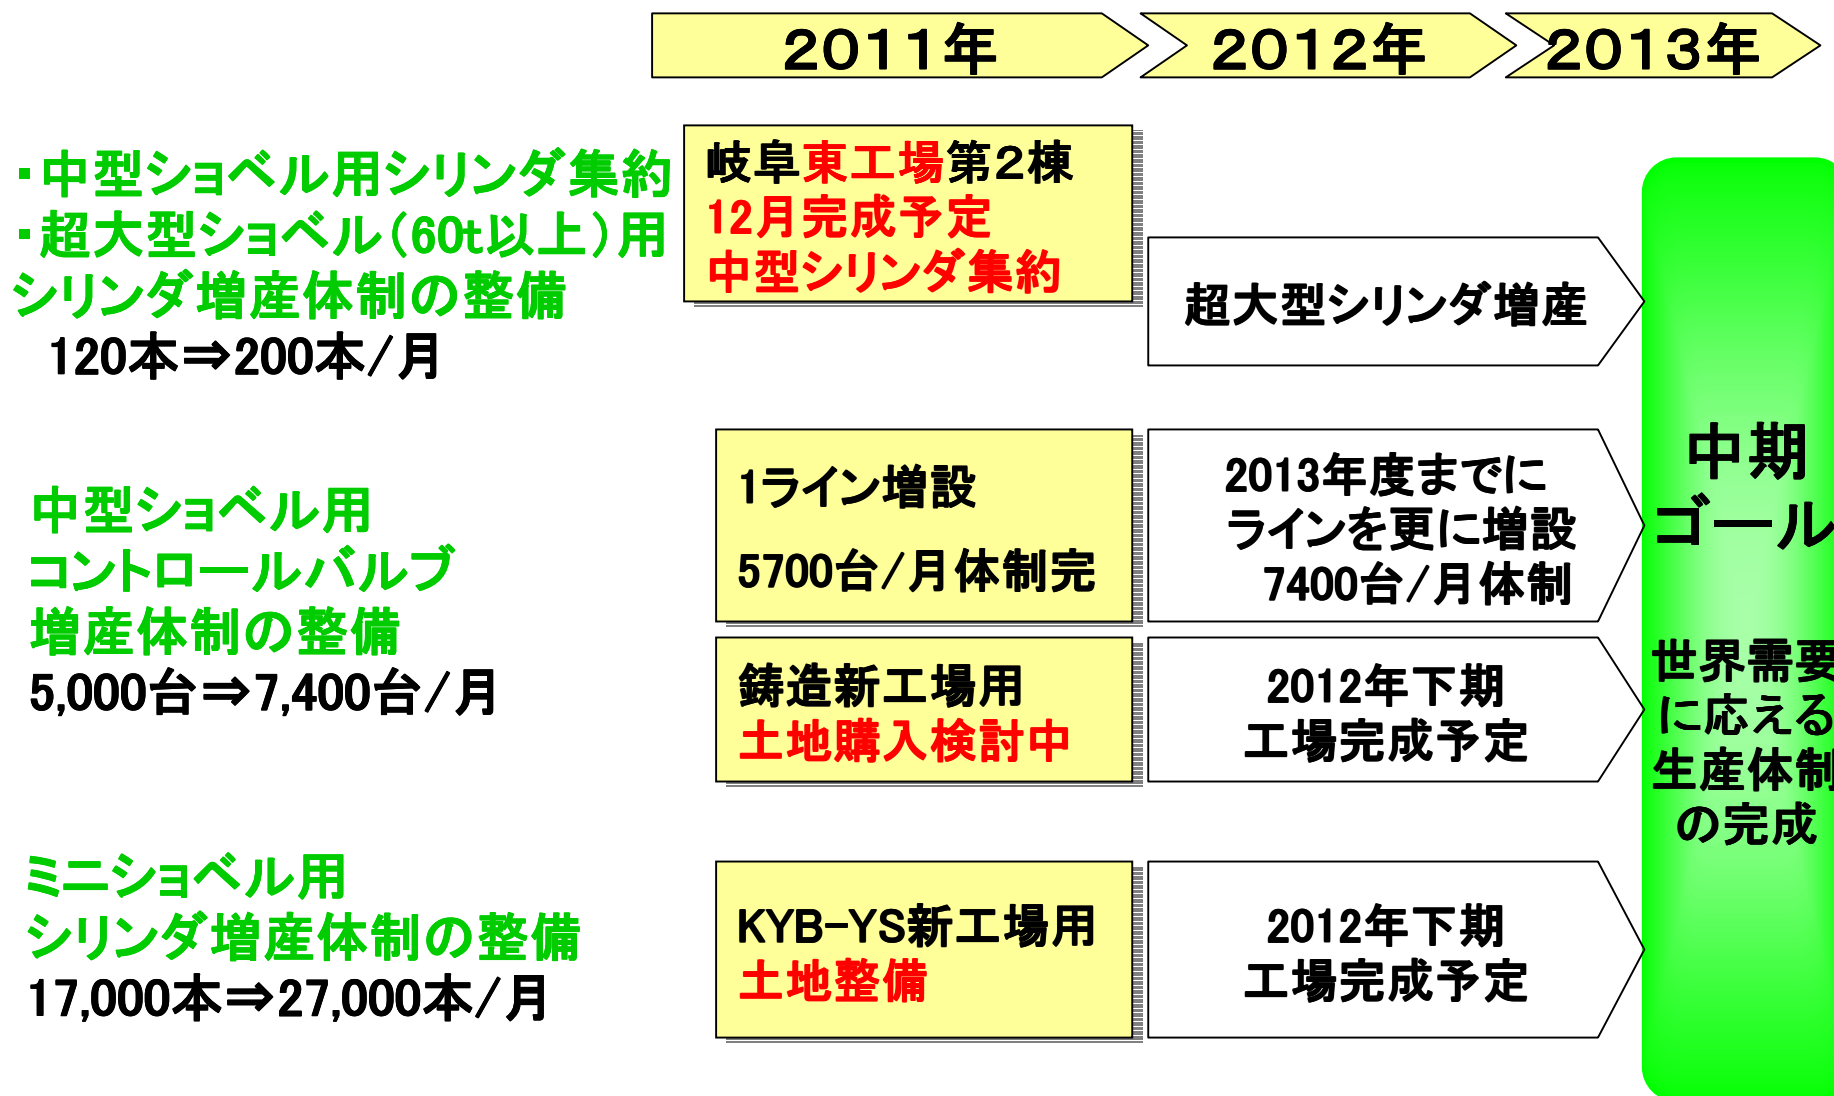 ２０１１年
２０１２年
２０１３年
・中型ショベル用シリンダ集約
・超大型ショベル（60t以上）用
シリンダ増産体制の整備
120本⇒200本/月
岐阜東工場第２棟
12月完成予定
中型シリンダ集約
超大型シリンダ増産
中型ショベル用
コントロールバルブ
増産体制の整備
5,000台⇒7,400台/月
1ライン増設
5700台/月体制完
2013年度までに
ラインを更に増設
7400台/月体制
鋳造新工場用
土地購入検討中
2012年下期
工場完成予定
ミニショベル用
シリンダ増産体制の整備
17,000本⇒27,000本/月
KYB-YS新工場用
土地整備
2012年下期
工場完成予定
中期
ゴール
世界需要
に応える
生産体制
の完成